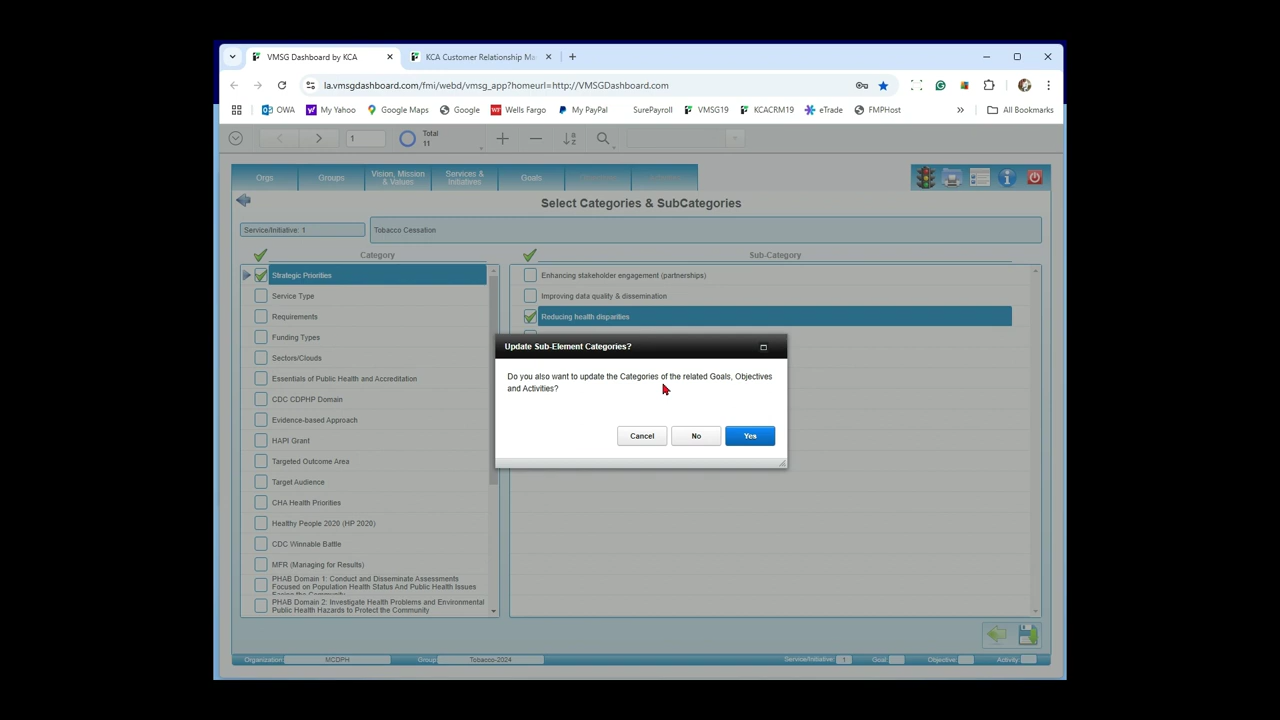 VMSG Dashboard by KCA
KCA Customer Relationship Ma
la.vmsgdashboard.com/fmi/webd/vmsg_app?homeurl=http://VMSGDashboard.com
OWA My Yahoo Google Maps Google Wells Fargo My PayPal SurePayroll VMSG19 KCACRM19 eTrade FMPHost » All Bookmarks
1 Total 11
Orgs Groups Vision, Mission & Values Services & Initiatives Goals
Select Categories & SubCategories
Service/Initiative: 1 Tobacco Cessation
Category Sub-Category
Strategic Priorities Enhancing stakeholder engagement (partnerships)
Service Type Improving data quality & dissemination
Requirements Reducing health disparities
Funding Types
Update Sub-Element Categories?
Sectors/Clouds
Do you also want to update the Categories of the related Goals, Objectives
and Activities?
Essentials of Public Health and Accreditation
CDC CDPHP Domain
Evidence-based Approach
Cancel No Yes
HAPI Grant
Targeted Outcome Area
Target Audience
CHA Health Priorities
Healthy People 2020 (HP 2020)
CDC Winnable Battle
MFR (Managing for Results)
PHAB Domain 1: Conduct and Disseminate Assessments
Focused on Population Health Status And Public Health Issues
PHAB Domain 2: Investigate Health Problems and Environmental
Public Health Hazards to Protect the Community
Organization MCDPH Group Tobacco-2024 Service/Initiative 1 Goal Objective Activity